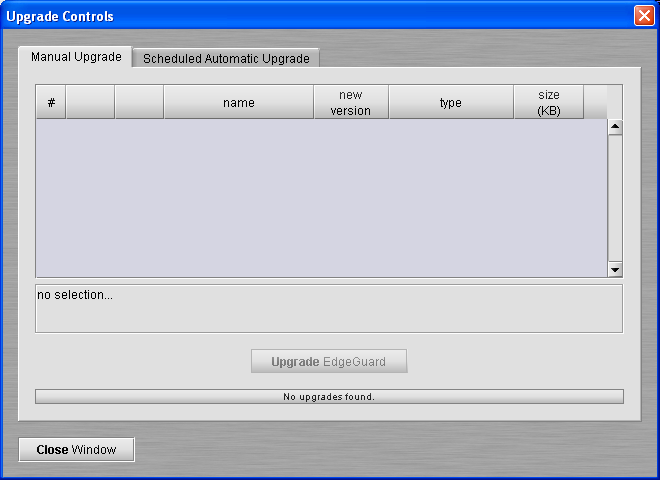 Upgrade Controls
Manual Upgrade
Scheduled Automatic Upgrade
# name new version type size (KB)
no selection...
Upgrade EdgeGuard
No upgrades found.
Close Window